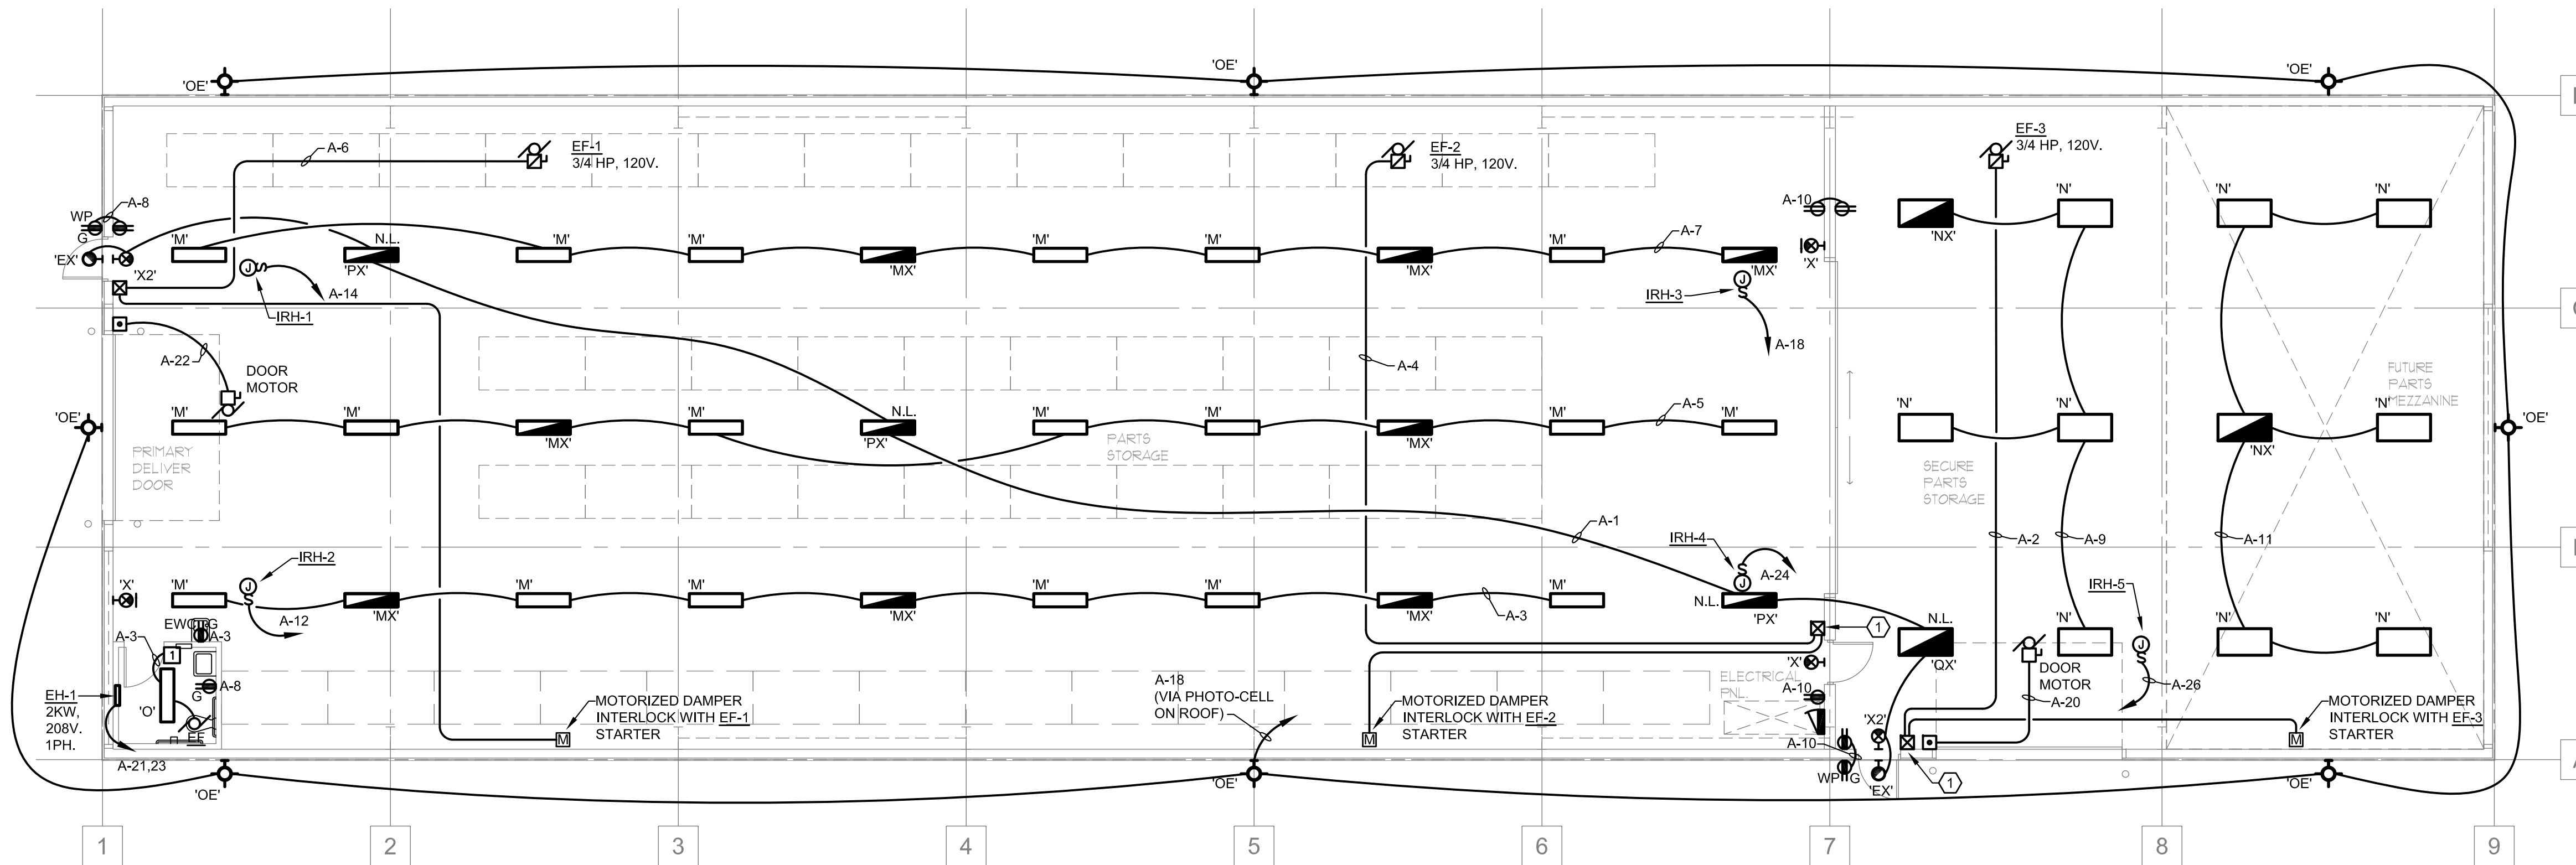 'OE'
'OE'
'OE'
A-6
EF-1
3/4 HP, 120V.
EF-2
3/4 HP, 120V.
EF-3
3/4 HP, 120V.
WP
A-8
G
'EX'
'X2'
'M'
N.L.
'PX'
'M'
'M'
'MX'
'M'
'M'
'MX'
'M'
A-7
'MX'
A-10
'X'
'NX'
'N'
'N'
'N'
J
S
A-14
IRH-1
IRH-3
J
S
A-18
A-22
DOOR
MOTOR
A-4
FUTURE
PARTS
MEZZANINE
'OE'
'M'
'M'
'MX'
'M'
N.L.
'PX'
'M'
'M'
'MX'
'M'
A-5
'M'
'N'
'N'
'NX'
'N'
'OE'
PRIMARY
DELIVER
DOOR
PARTS
STORAGE
SECURE
PARTS
STORAGE
A-1
A-2
A-9
A-11
IRH-2
J
S
A-12
IRH-4
S
J
A-24
IRH-5
J
S
A-26
'X'
'M'
'MX'
'M'
'M'
'MX'
'M'
'M'
'MX'
A-3
'M'
N.L.
'PX'
1
N.L.
'QX'
'N'
'N'
'N'
G
A-3
A-3
1
G
A-8
'O'
EF
EH-1
2KW,
208V.
1PH.
A-21,23
MOTORIZED DAMPER
INTERLOCK WITH EF-1
STARTER
M
A-18
(VIA PHOTO-CELL
ON ROOF)
MOTORIZED DAMPER
INTERLOCK WITH EF-2
STARTER
M
ELECTRICAL
PNL.
'X'
A-10
A-10
'X2'
DOOR
MOTOR
A-20
MOTORIZED DAMPER
INTERLOCK WITH EF-3
STARTER
M
WP
G
'EX'
1
'OE'
'OE'
'OE'
1
2
3
4
5
6
7
8
9